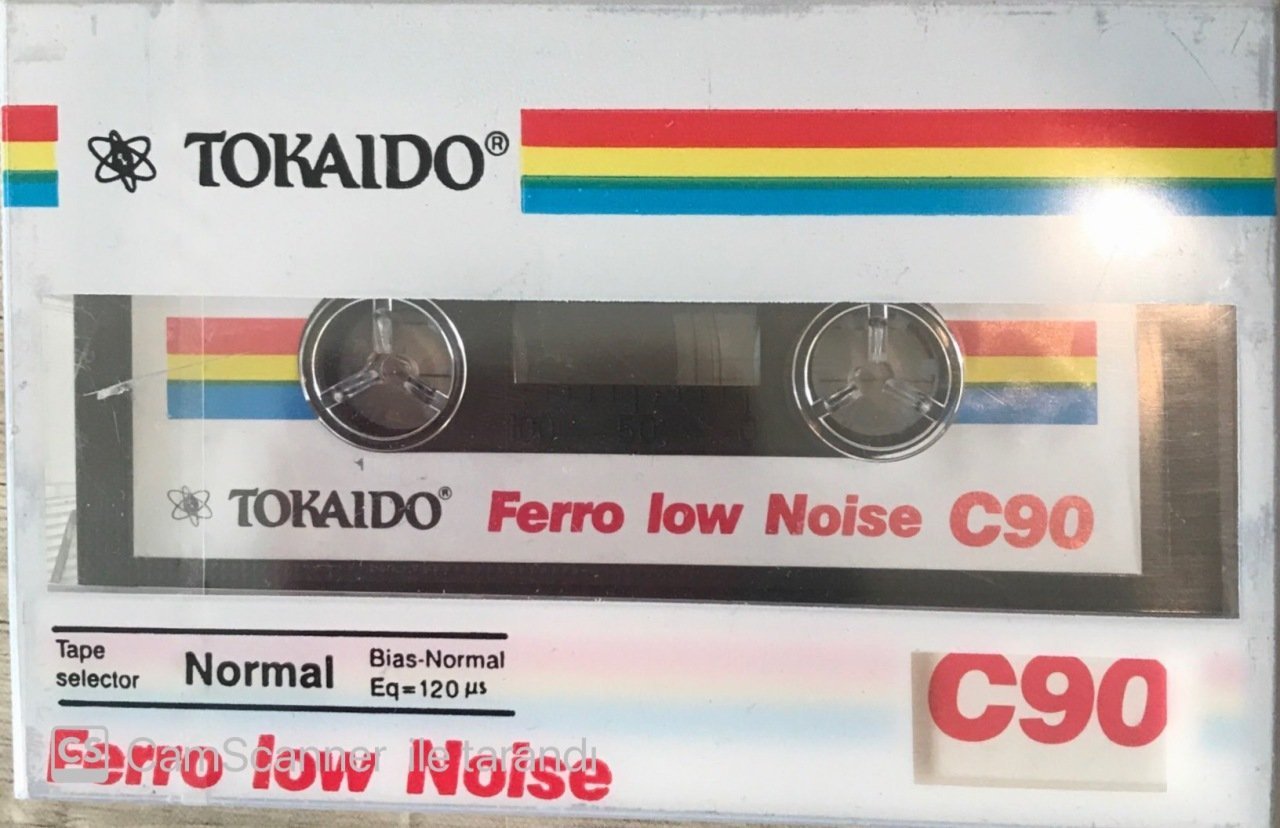 TOKAIDO®
100 50
TOKAIDO® Ferro low Noise C90
Tape selector Normal Bias-Normal
Eq=120 µs
C90
Ferro low Noise
CS CamScanner ile tarandı